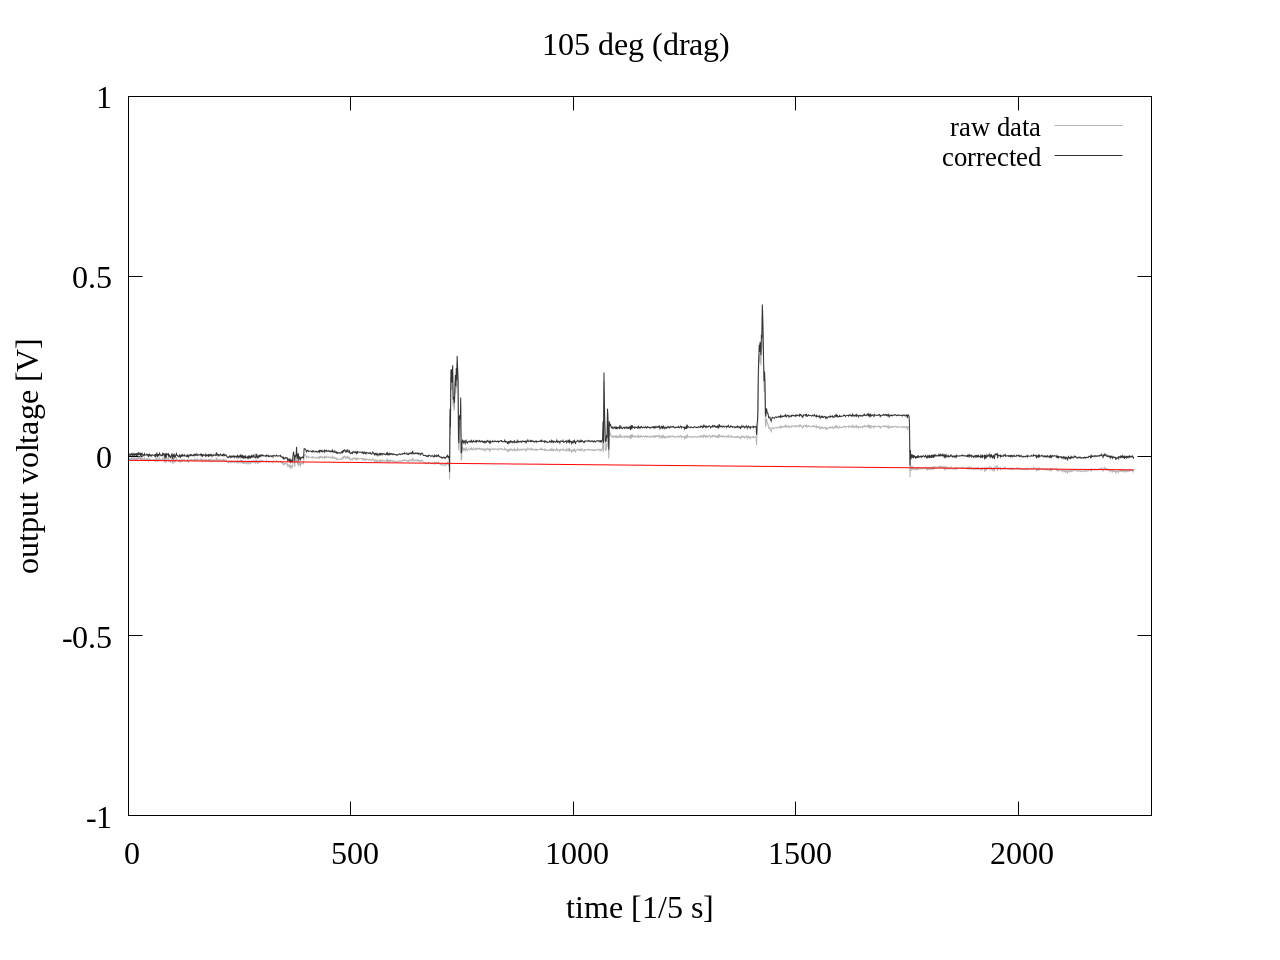 105 deg (drag)
raw data
corrected
1
0.5
0
-0.5
-1
output voltage [V]
0 500 1000 1500 2000
time [1/5 s]